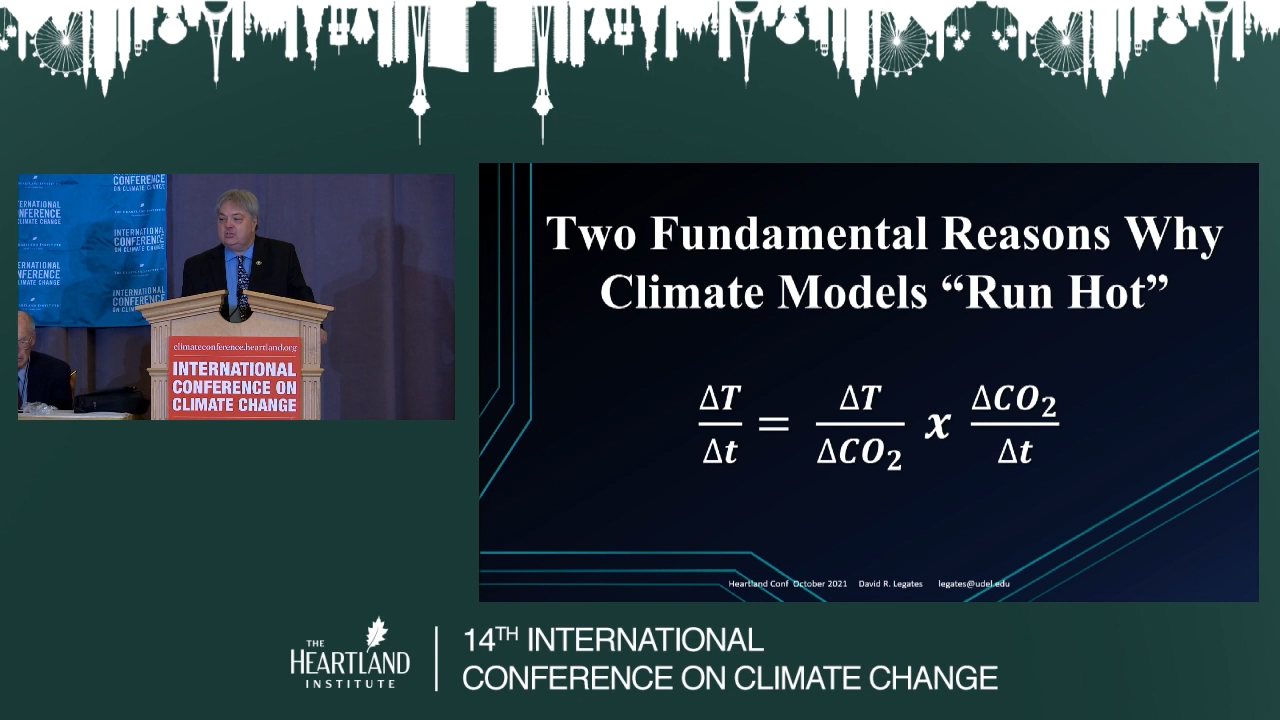 INTERNATIONAL
CONFERENCE
CLIMATE CHANGE
CONFERENCE
ON CLIMATE CHANGE
INTERNATIONAL
CONFERENCE
ON CLIMATE CHANGE
INTERNATIONAL
CONFERENCE
ON CLIMATE CHANGE
climateconference.heartland.org
INTERNATIONAL
CONFERENCE ON
CLIMATE CHANGE
Two Fundamental Reasons Why
Climate Models “Run Hot”
ΔT/Δt = ΔT/ΔCO₂ x ΔCO₂/Δt
Heartland Conf October 2021 David R. Legates legates@udel.edu
THE
HEARTLAND
INSTITUTE
14TH INTERNATIONAL
CONFERENCE ON CLIMATE CHANGE